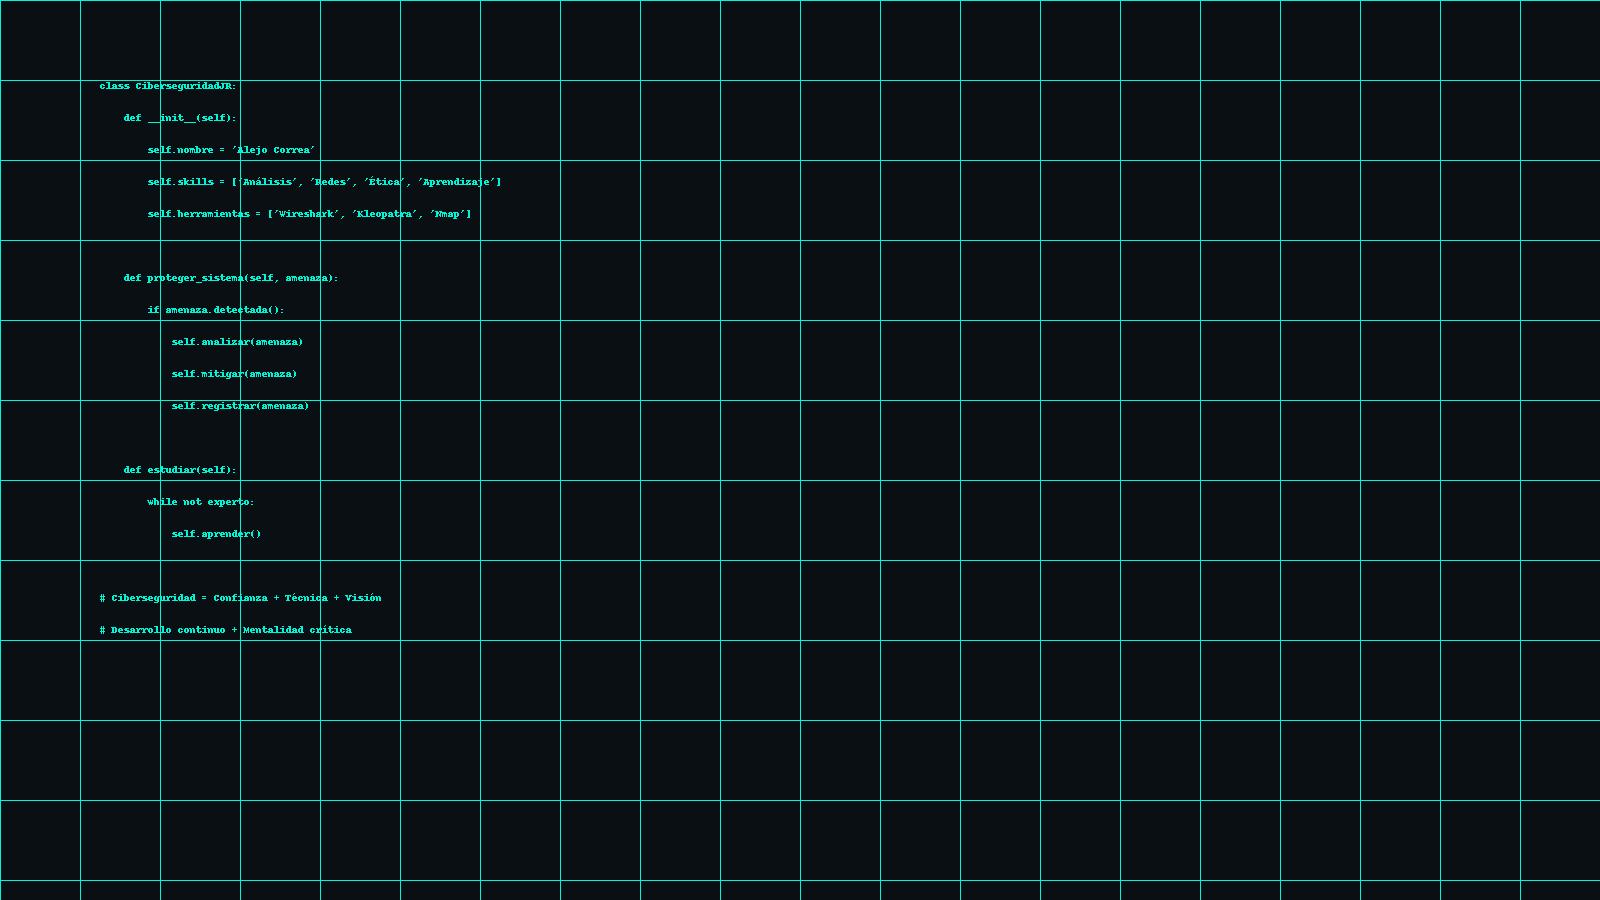 class CiberseguridadJR:
    def __init__(self):
        self.nombre = 'Alejo Correa'
        self.skills = ['Análisis', 'Redes', 'Ética', 'Aprendizaje']
        self.herramientas = ['Wireshark', 'Kleopatra', 'Nmap']
    def proteger_sistema(self, amenaza):
        if amenaza.detectada():
            self.analizar(amenaza)
            self.mitigar(amenaza)
            self.registrar(amenaza)
    def estudiar(self):
        while not experto:
            self.aprender()
# Ciberseguridad = Confianza + Técnica + Visión
# Desarrollo continuo + Mentalidad crítica